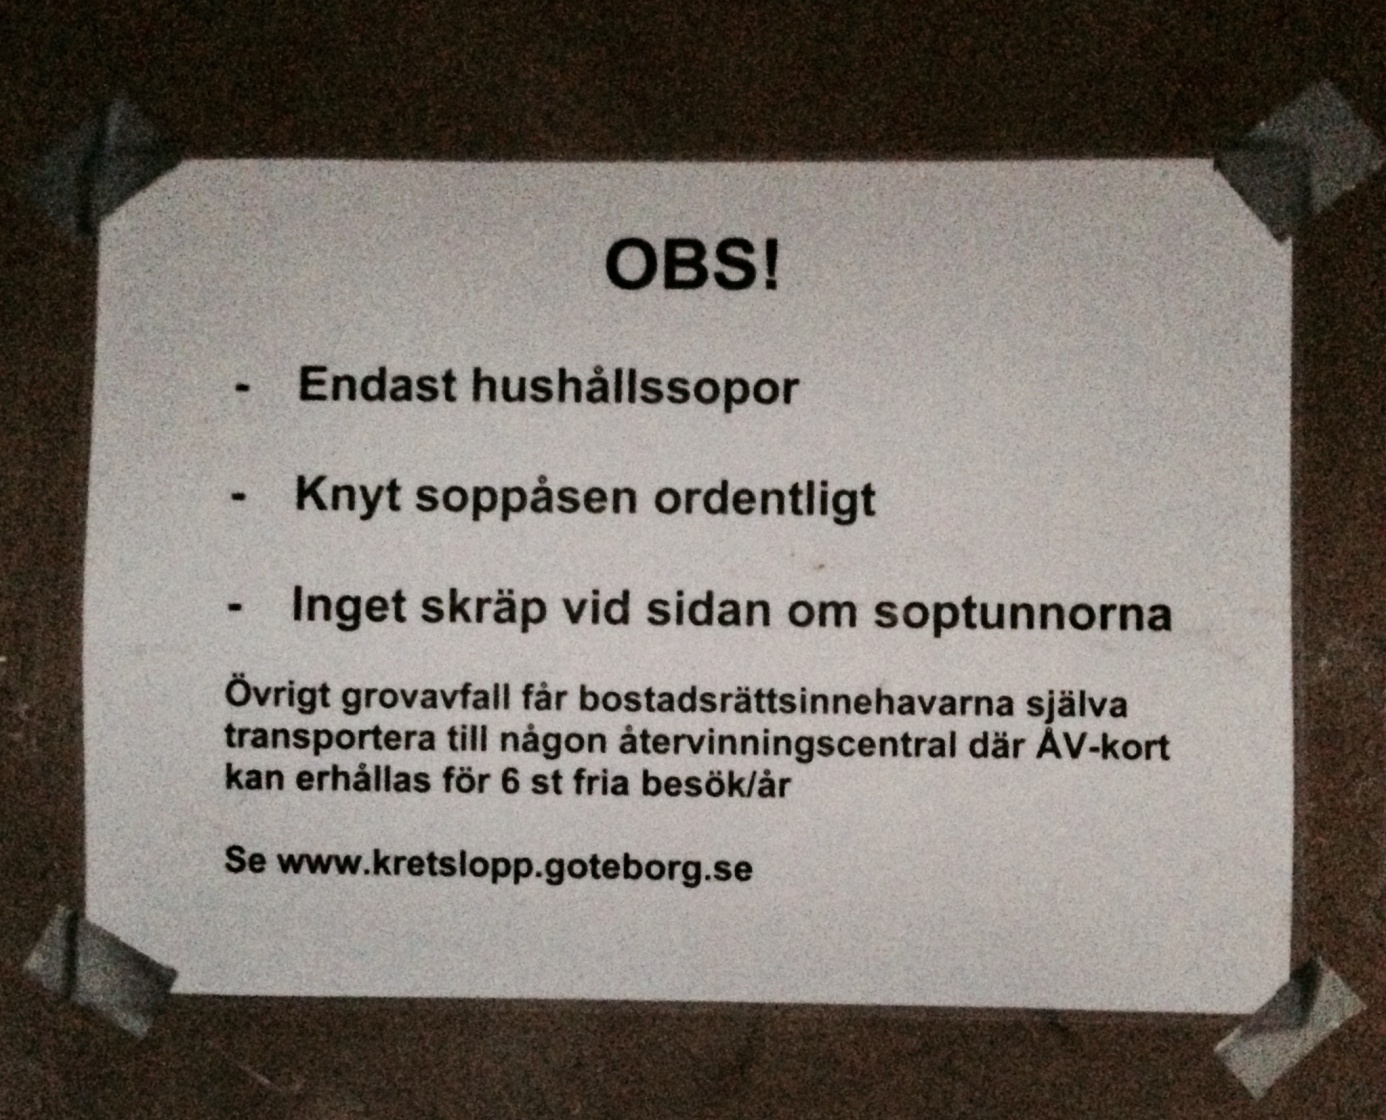 OBS!
- Endast hushållssopor
- Knyt soppåsen ordentligt
- Inget skräp vid sidan om soptunnorna
Övrigt grovavfall får bostadsrättsinnehavarna själva
transportera till någon återvinningscentral där ÅV-kort
kan erhållas för 6 st fria besök/år
Se www.kretslopp.goteborg.se